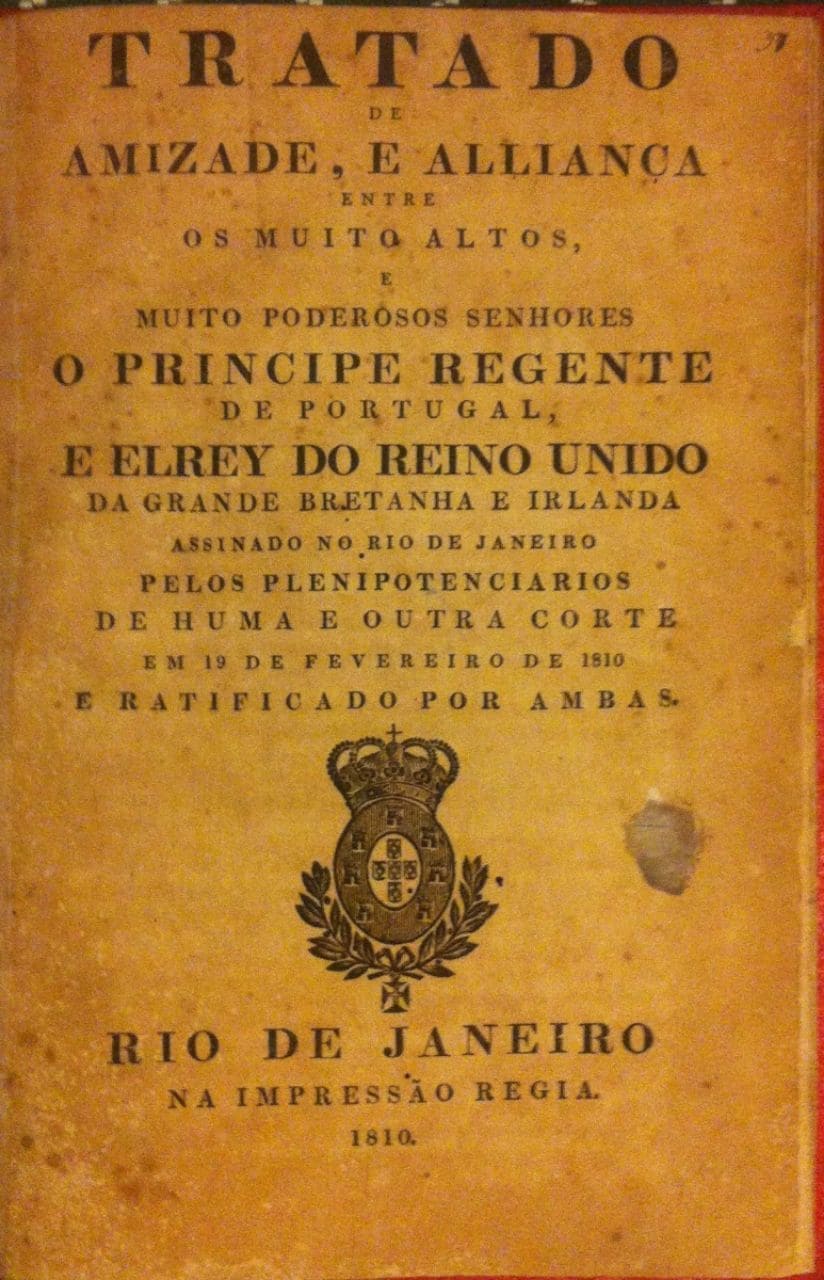 TRATADO
DE
AMIZADE, E ALLIANÇA
ENTRE
OS MUITO ALTOS,
E
MUITO PODEROSOS SENHORES
O PRINCIPE REGENTE
DE PORTUGAL,
E ELREY DO REINO UNIDO
DA GRANDE BRETANHA E IRLANDA
ASSINADO NO RIO DE JANEIRO
PELOS PLENIPOTENCIARIOS
DE HUMA E OUTRA CORTE
EM 19 DE FEVEREIRO DE 1810
E RATIFICADO POR AMBAS.
RIO DE JANEIRO
NA IMPRESSÃO REGIA.
1810.